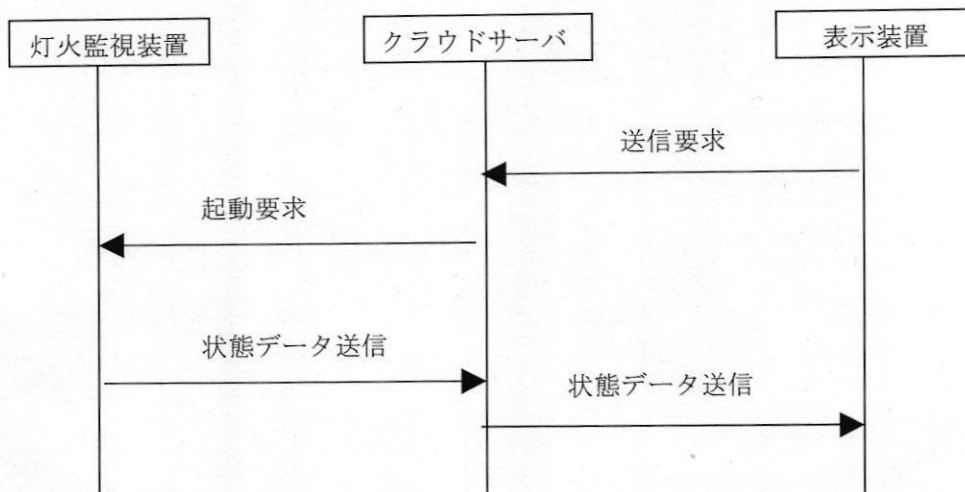 灯火監視装置
クラウドサーバ
表示装置
送信要求
起動要求
状態データ送信
状態データ送信